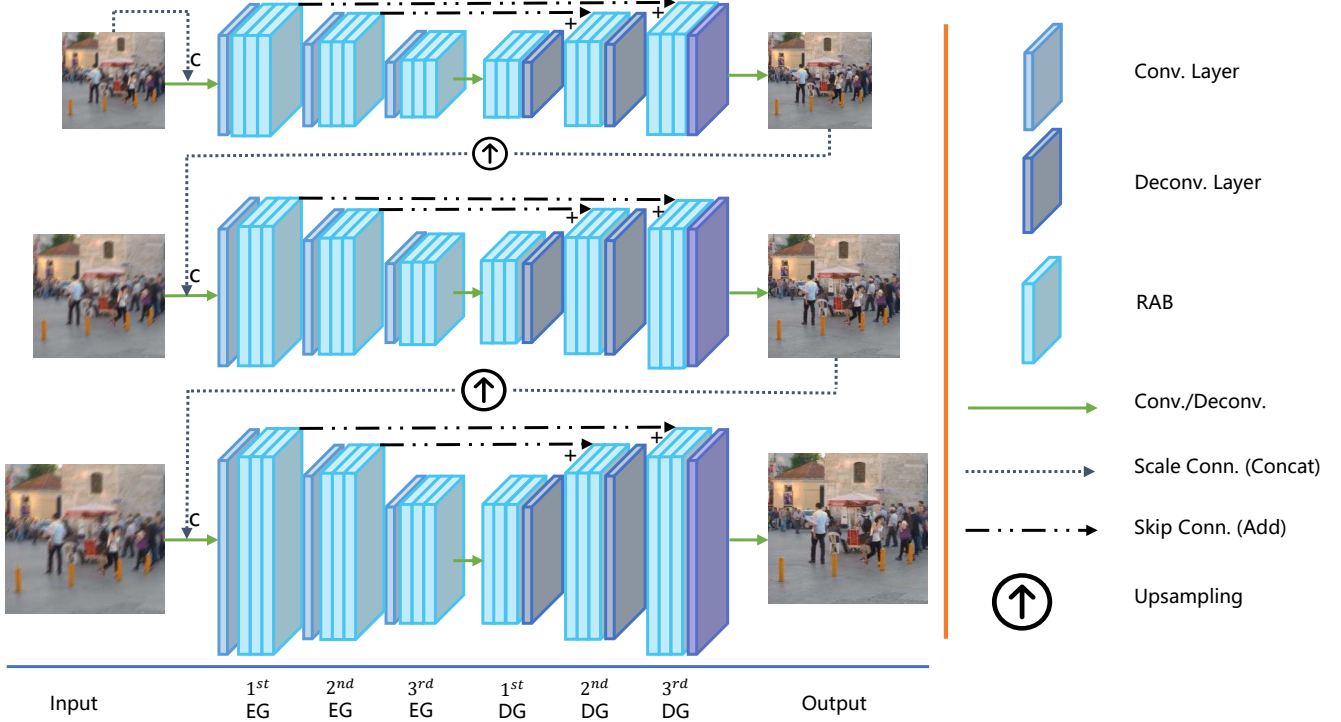 C
+
+
C
+
+
C
+
+
Conv. Layer
Deconv. Layer
RAB
Conv./Deconv.
Scale Conn. (Concat)
Skip Conn. (Add)
Upsampling
Input
1st EG
2nd EG
3rd EG
1st DG
2nd DG
3rd DG
Output